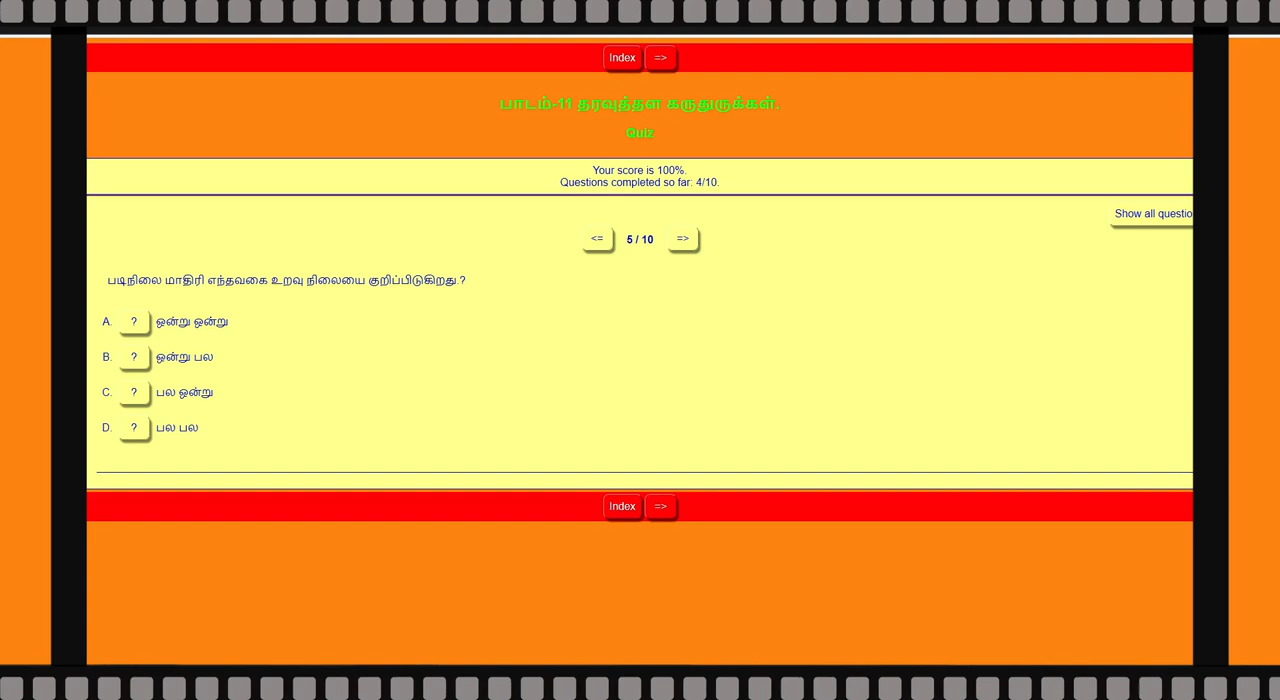 Index =>
பாடம்-11 தரவுத்தள கருதுருக்கள்.
Quiz
Your score is 100%.
Questions completed so far: 4/10.
Show all questio
<= 5 / 10 =>
படிநிலை மாதிரி எந்தவகை உறவு நிலையை குறிப்பிடுகிறது.?
A. ? ஒன்று ஒன்று
B. ? ஒன்று பல
C. ? பல ஒன்று
D. ? பல பல
Index =>